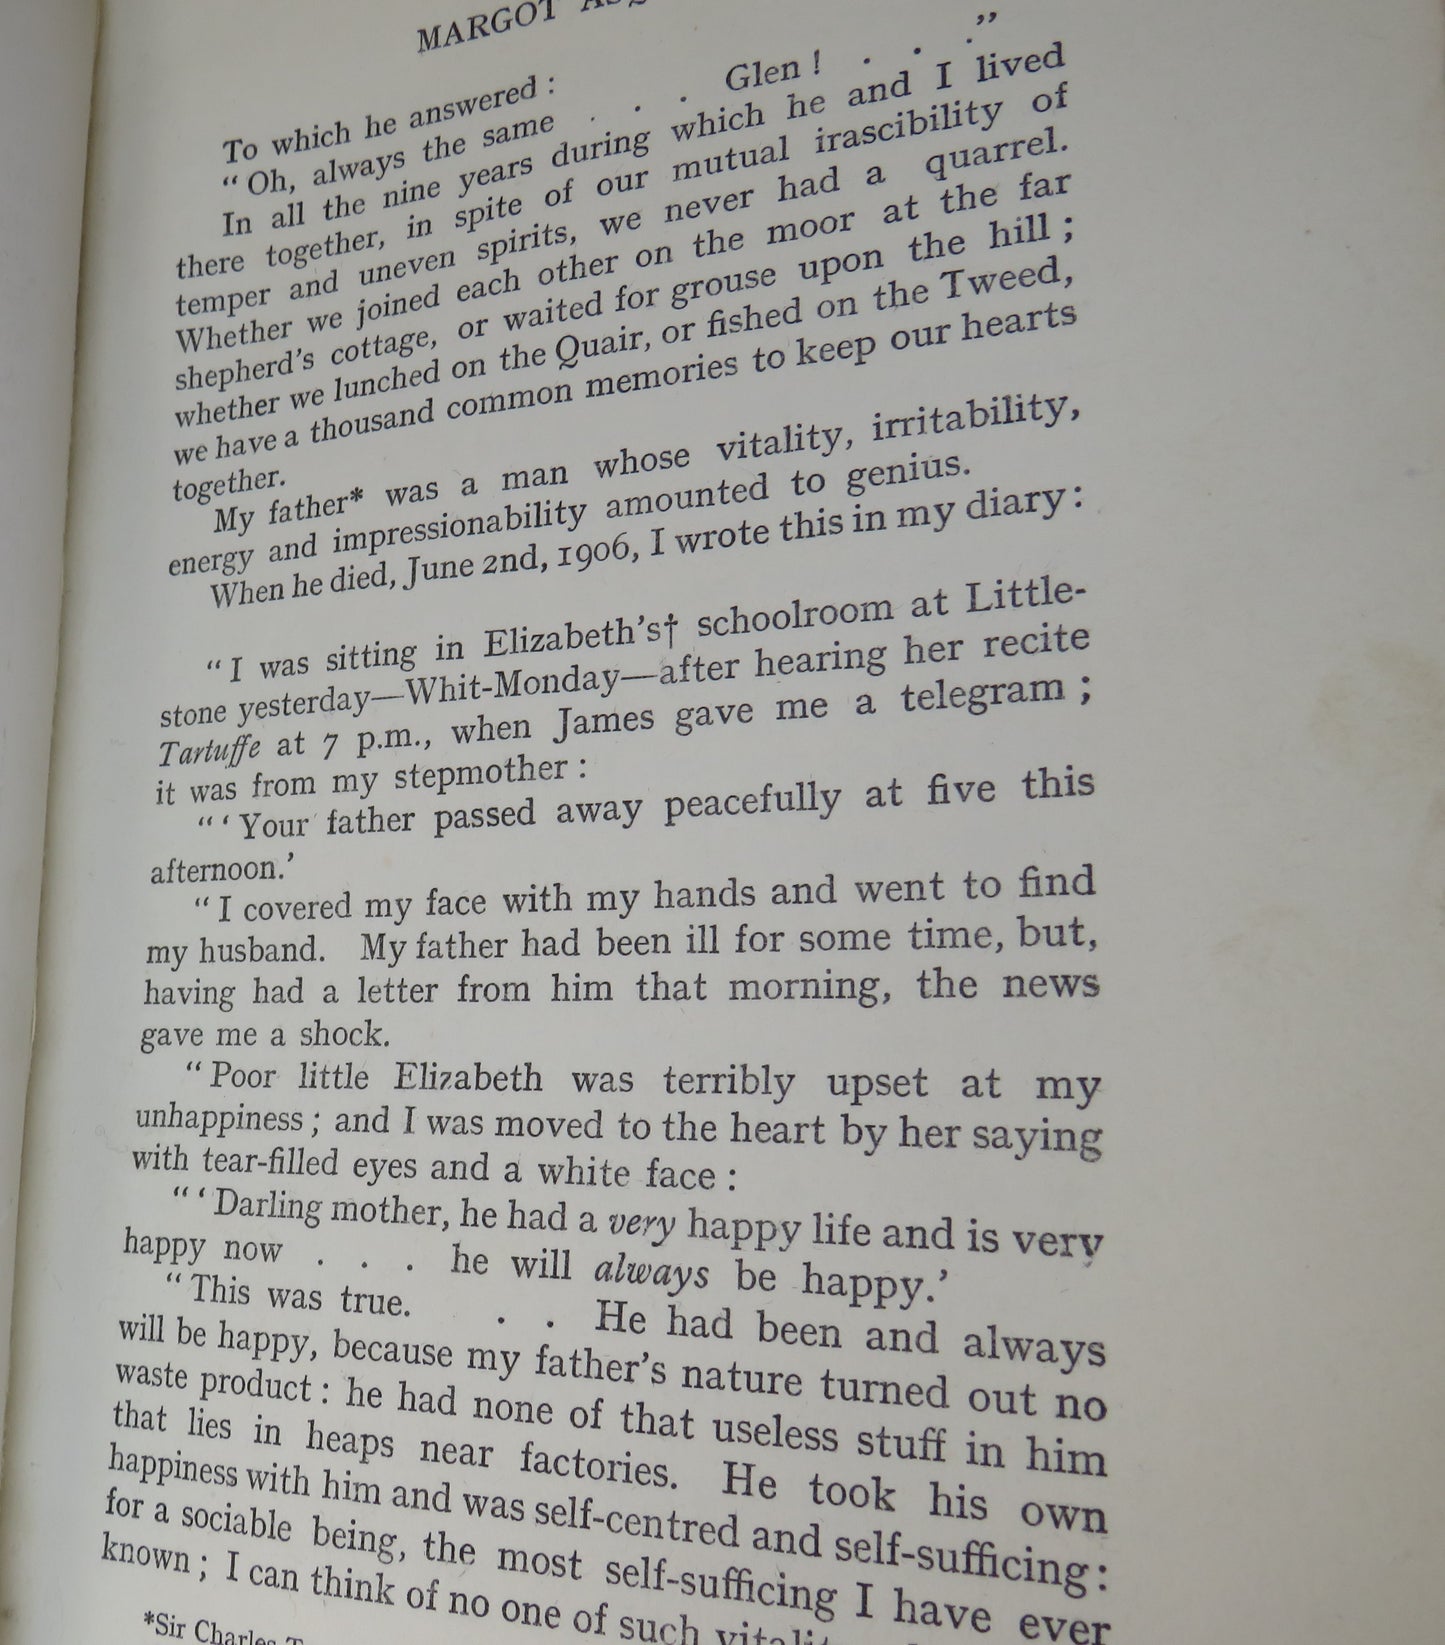 MARGOT
To which he answered :
“Oh, always the same . . . Glen ! . . .”
In all the nine years during which he and I lived
there together, in spite of our mutual irascibility of
temper and uneven spirits, we never had a quarrel.
Whether we joined each other on the moor at the far
shepherd’s cottage, or waited for grouse upon the hill ;
whether we lunched on the Quair, or fished on the Tweed,
we have a thousand common memories to keep our hearts
together.
My father* was a man whose vitality, irritability,
energy and impressionability amounted to genius.
When he died, June 2nd, 1906, I wrote this in my diary :
“I was sitting in Elizabeth’s† schoolroom at Little-
stone yesterday—Whit-Monday—after hearing her recite
Tartuffe at 7 p.m., when James gave me a telegram ;
it was from my stepmother :
“‘Your father passed away peacefully at five this
afternoon.’
“I covered my face with my hands and went to find
my husband. My father had been ill for some time, but,
having had a letter from him that morning, the news
gave me a shock.
“Poor little Elizabeth was terribly upset at my
unhappiness ; and I was moved to the heart by her saying
with tear-filled eyes and a white face :
“‘Darling mother, he had a very happy life and is very
happy now . . . he will always be happy.’
“This was true. . . He had been and always
will be happy, because my father’s nature turned out no
waste product : he had none of that useless stuff in him
that lies in heaps near factories. He took his own
happiness with him and was self-centred and self-sufficing :
for a sociable being, the most self-sufficing I have ever
known ; I can think of no one of such
*Sir Charles